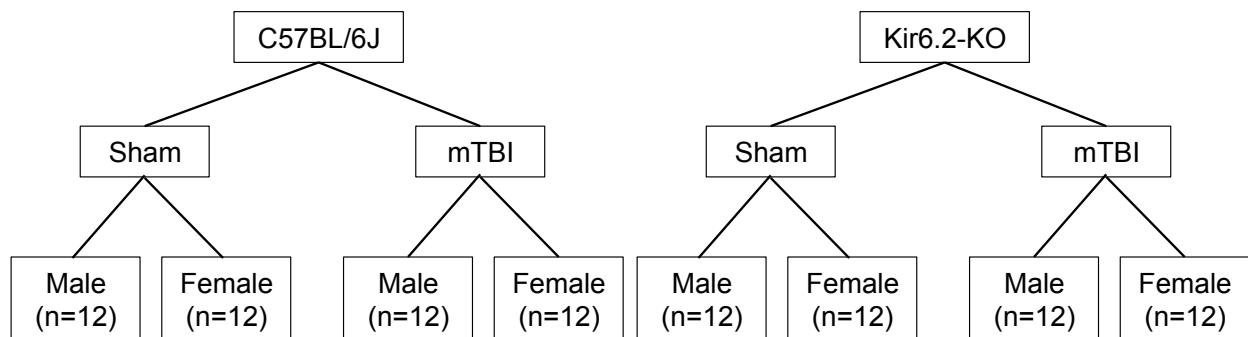 C57BL/6J
Kir6.2-KO
Sham
mTBI
Sham
mTBI
Male
(n=12)
Female
(n=12)
Male
(n=12)
Female
(n=12)
Male
(n=12)
Female
(n=12)
Male
(n=12)
Female
(n=12)